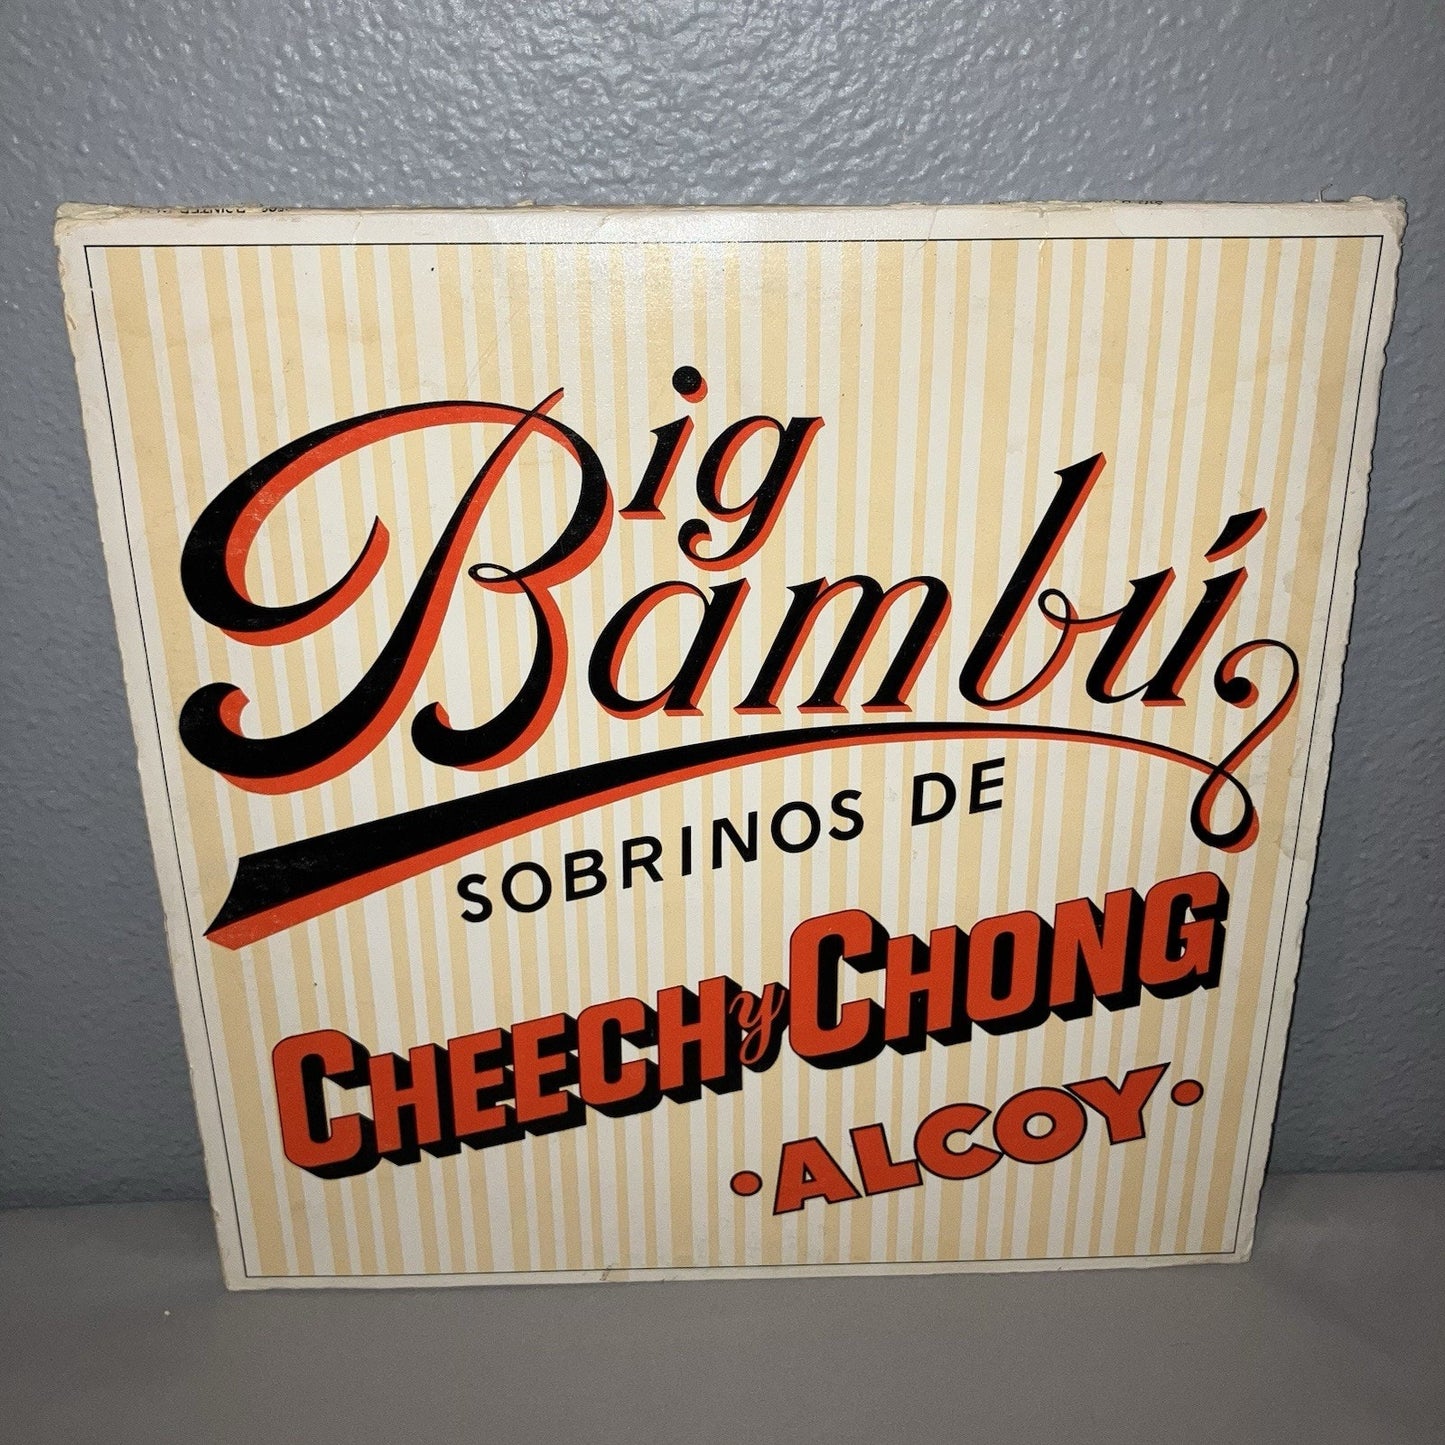 Big
Bambú
SOBRINOS DE
CHEECH y CHONG
• ALCOY •